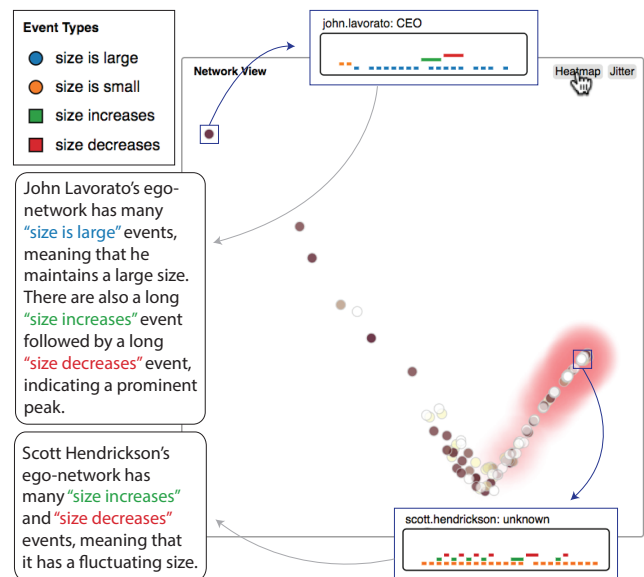 Event Types
size is large
size is small
size increases
size decreases
john.lavorato: CEO
Network View
Heatmap
Jitter
John Lavorato's ego-
network has many
"size is large" events,
meaning that he
maintains a large size.
There are also a long
"size increases" event
followed by a long
"size decreases" event,
indicating a prominent
peak.
Scott Hendrickson's
ego-network has
many "size increases"
and "size decreases"
events, meaning that
it has a fluctuating size.
scott.hendrickson: unknown